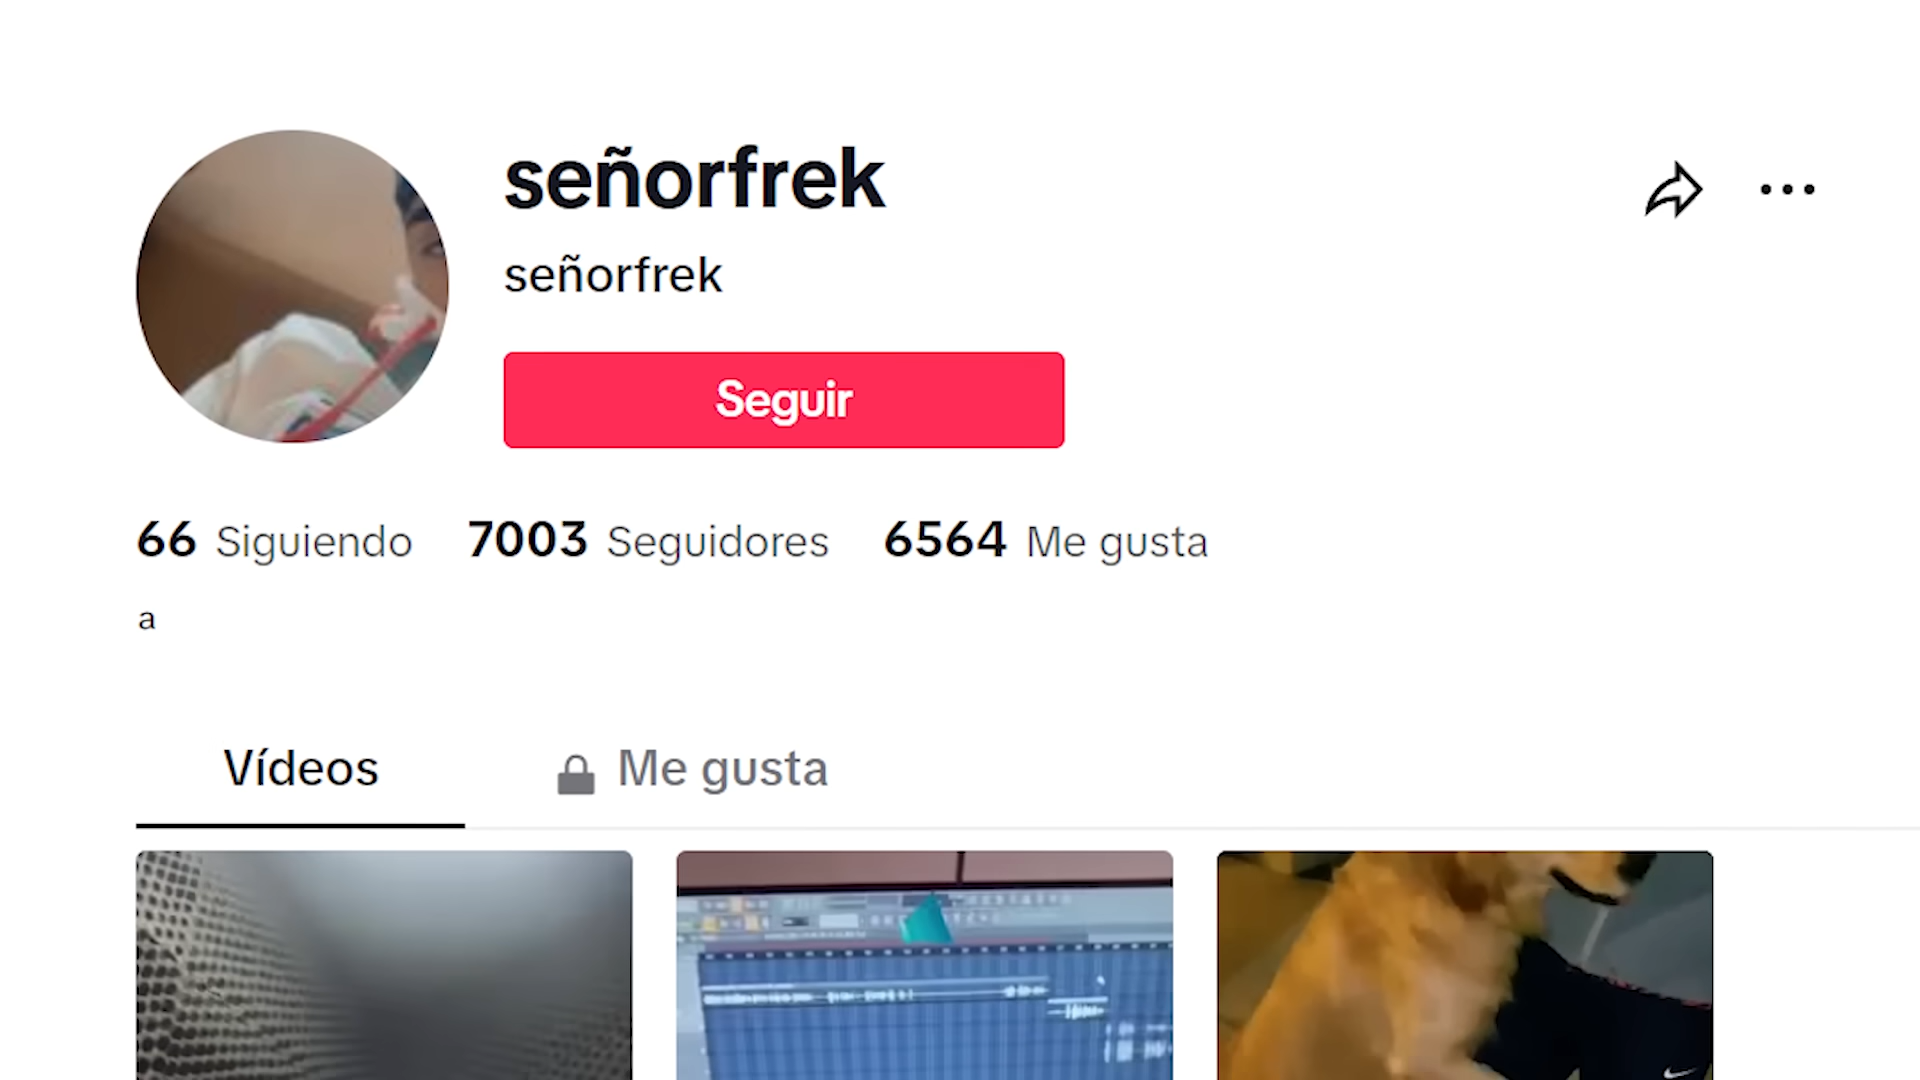 señorfrek
señorfrek
Seguir
66 Siguiendo 7003 Seguidores 6564 Me gusta
a
Vídeos Me gusta